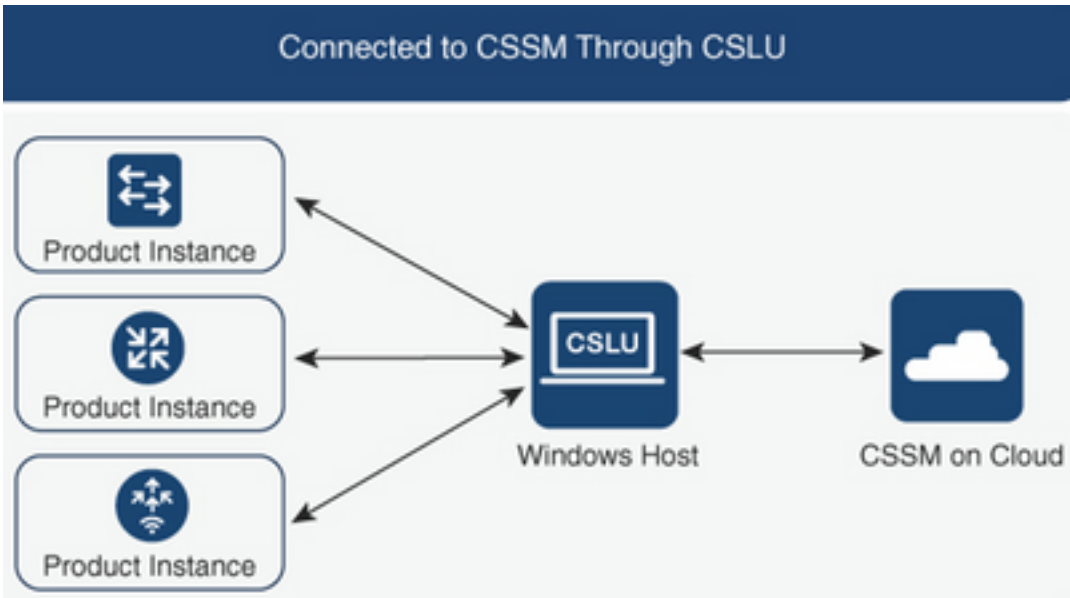 Connected to CSSM Through CSLU
Product Instance
Product Instance
Product Instance
CSLU
Windows Host
CSSM on Cloud